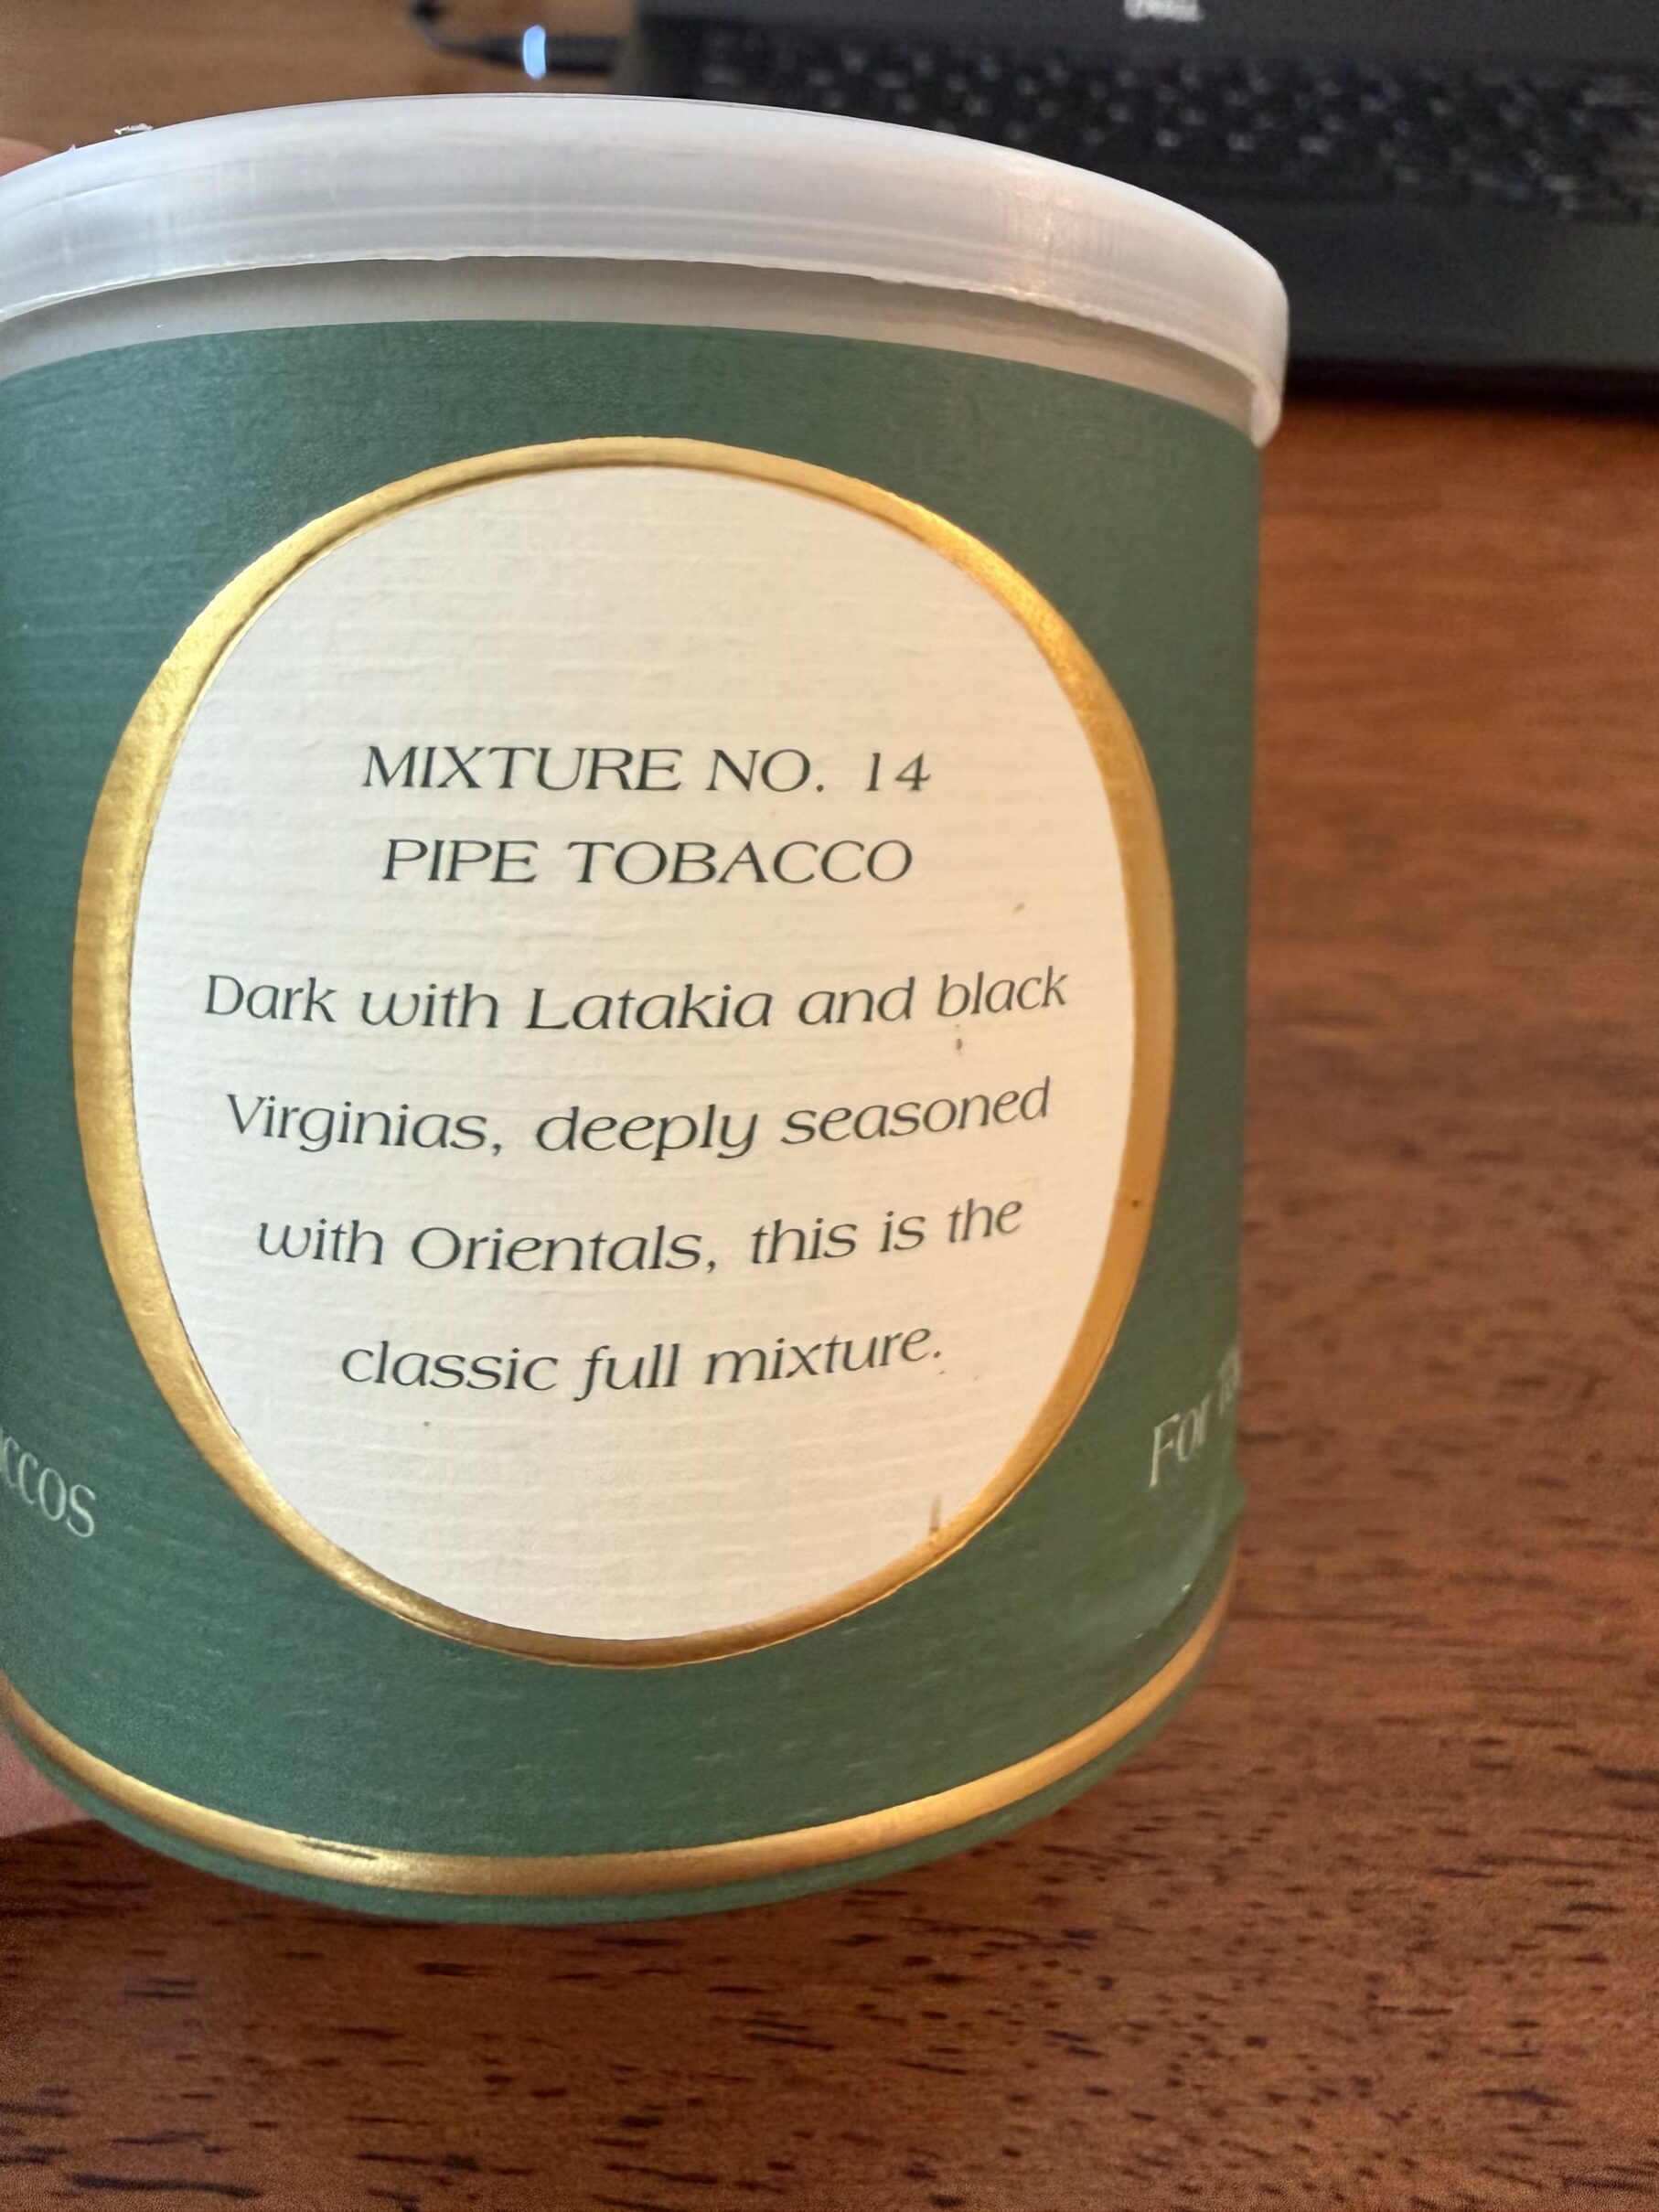 MIXTURE NO. 14
PIPE TOBACCO
Dark with Latakia and black
Virginias, deeply seasoned
with Orientals, this is the
classic full mixture.
For